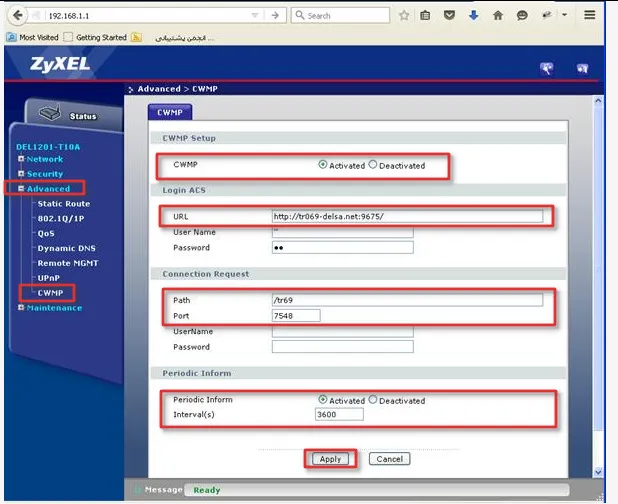 192.168.1.1
Search
Most Visited
Getting Started
انجمن پشتیبانی ...
ZyXEL
Status
DEL1201-T10A
Network
Security
Advanced
Static Route
802.1Q/1P
QoS
Dynamic DNS
Remote MGMT
UPnP
CWMP
Maintenance
Advanced > CWMP
CWMP
CWMP Setup
CWMP Activated Deactivated
Login ACS
URL http://tr069-delsa.net:9675/
User Name ''
Password ●●
Connection Request
Path /tr69
Port 7548
UserName
Password
Periodic Inform
Periodic Inform Activated Deactivated
Interval(s) 3600
Apply Cancel
Message Ready